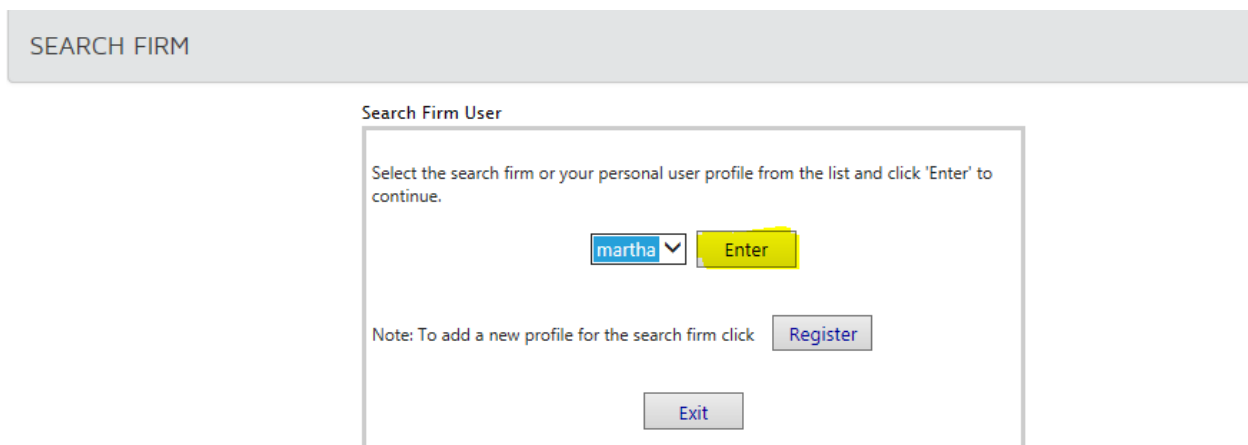 SEARCH FIRM
Search Firm User
Select the search firm or your personal user profile from the list and click 'Enter' to
continue.
martha Enter
Note: To add a new profile for the search firm click Register
Exit